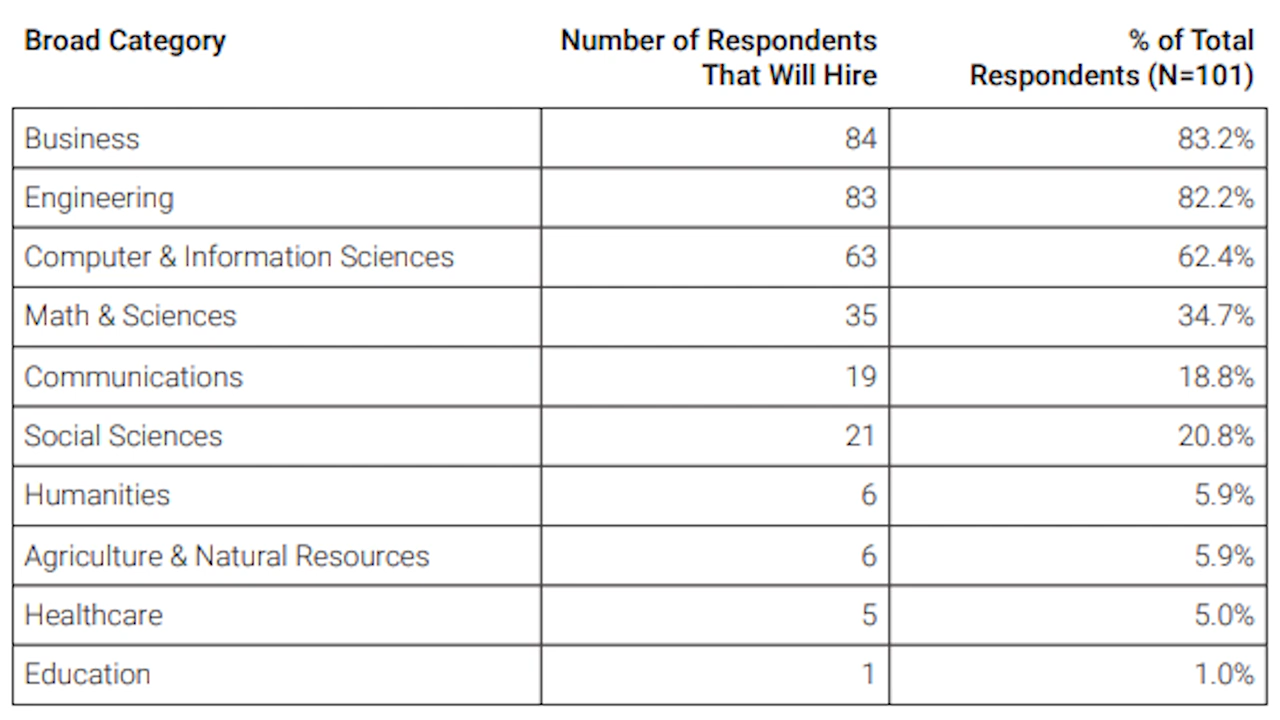 Broad Category Number of Respondents That Will Hire % of Total Respondents (N=101)
Business 84 83.2%
Engineering 83 82.2%
Computer & Information Sciences 63 62.4%
Math & Sciences 35 34.7%
Communications 19 18.8%
Social Sciences 21 20.8%
Humanities 6 5.9%
Agriculture & Natural Resources 6 5.9%
Healthcare 5 5.0%
Education 1 1.0%